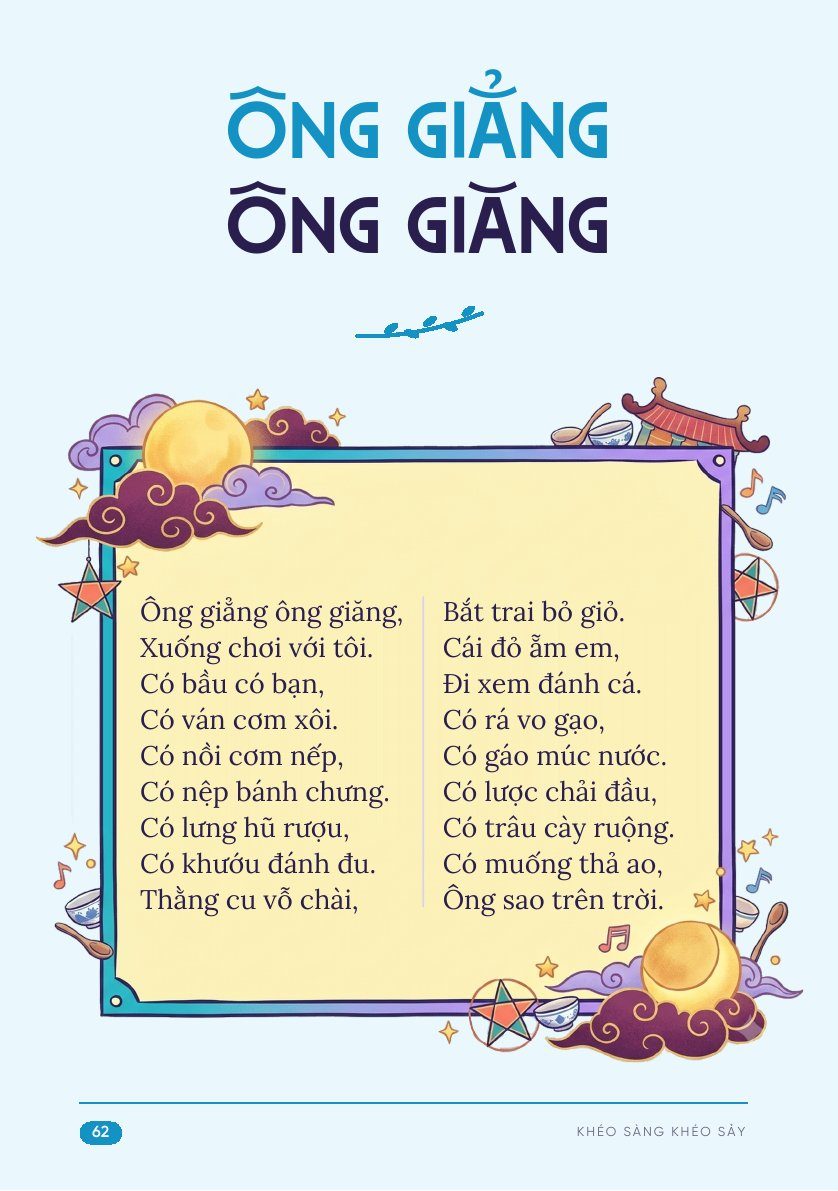 ÔNG GIẲNG
ÔNG GIĂNG
Ông giẳng ông giăng,
Xuống chơi với tôi.
Có bầu có bạn,
Có ván cơm xôi.
Có nồi cơm nếp,
Có nệp bánh chưng.
Có lưng hũ rượu,
Có khướu đánh đu.
Thằng cu vỗ chài,
Bắt trai bỏ giỏ.
Cái đỏ ẵm em,
Đi xem đánh cá.
Có rá vo gạo,
Có gáo múc nước.
Có lược chải đầu,
Có trâu cày ruộng.
Có muống thả ao,
Ông sao trên trời.
62
KHÉO SÀNG KHÉO SẢY